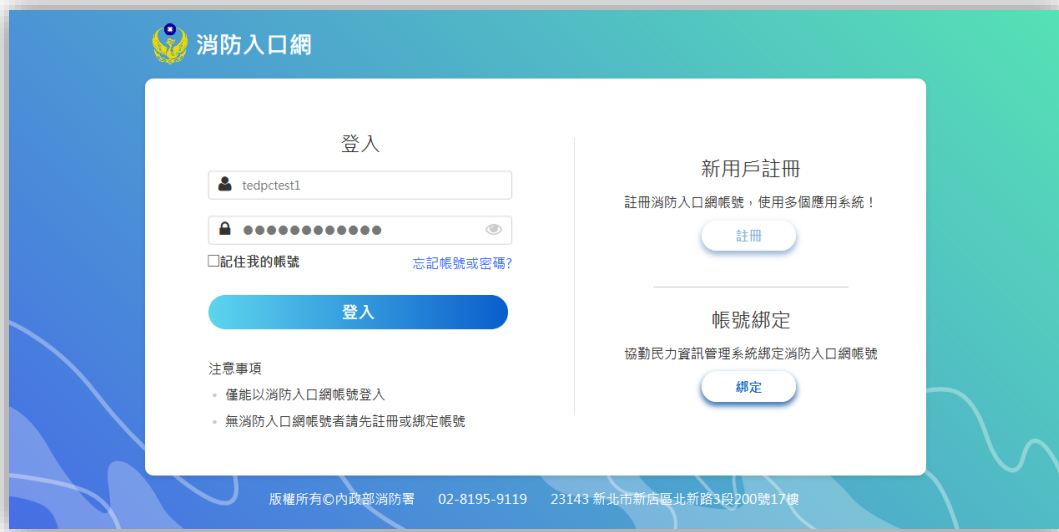 消防入口網
登入
tedpctest1
●●●●●●●●●●●●
記住我的帳號
忘記帳號或密碼?
登入
注意事項
僅能以消防入口網帳號登入
無消防入口網帳號者請先註冊或綁定帳號
新用戶註冊
註冊消防入口網帳號，使用多個應用系統！
註冊
帳號綁定
協勤民力資訊管理系統綁定消防入口網帳號
綁定
版權所有©內政部消防署 02-8195-9119 23143 新北市新店區北新路3段200號17樓